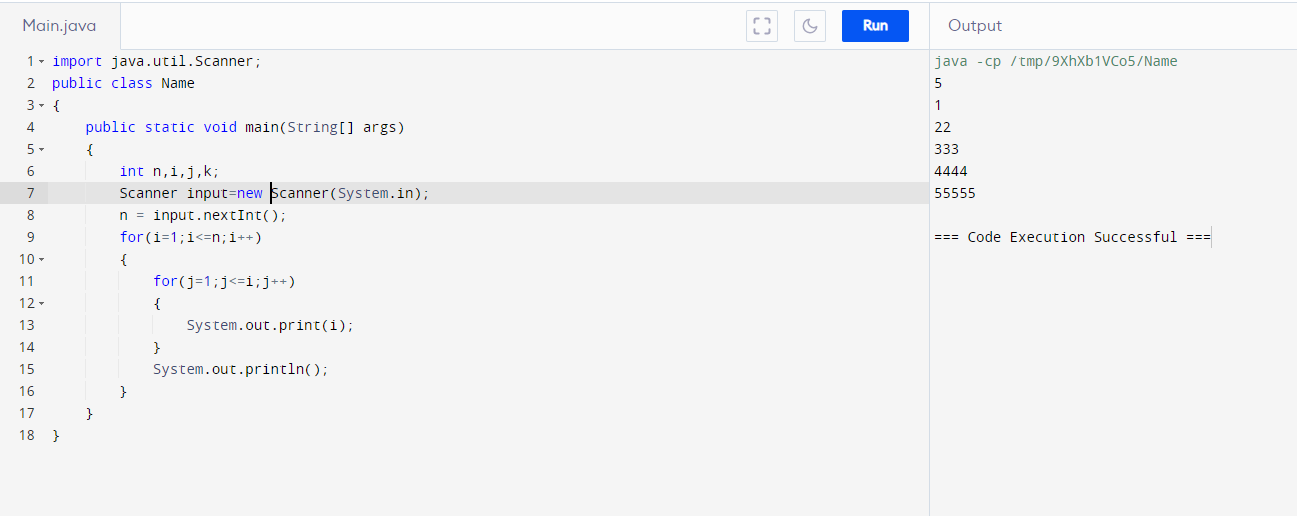 Main.java
Run
Output
1 import java.util.Scanner;
2 public class Name
3 {
4 public static void main(String[] args)
5 {
6 int n,i,j,k;
7 Scanner input=new Scanner(System.in);
8 n = input.nextInt();
9 for(i=1;i<=n;i++)
10 {
11 for(j=1;j<=i;j++)
12 {
13 System.out.print(i);
14 }
15 System.out.println();
16 }
17 }
18 }
java -cp /tmp/9XhXb1VCo5/Name
5
1
22
333
4444
55555
=== Code Execution Successful ===